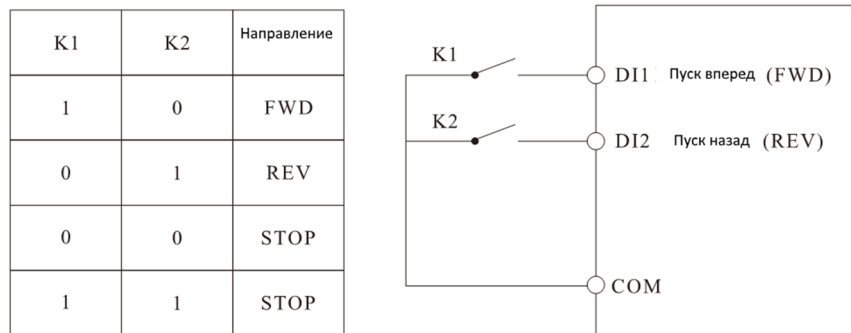 K1 K2 Направление
1 0 FWD
0 1 REV
0 0 STOP
1 1 STOP
K1
DI1 Пуск вперед (FWD)
K2
DI2 Пуск назад (REV)
COM